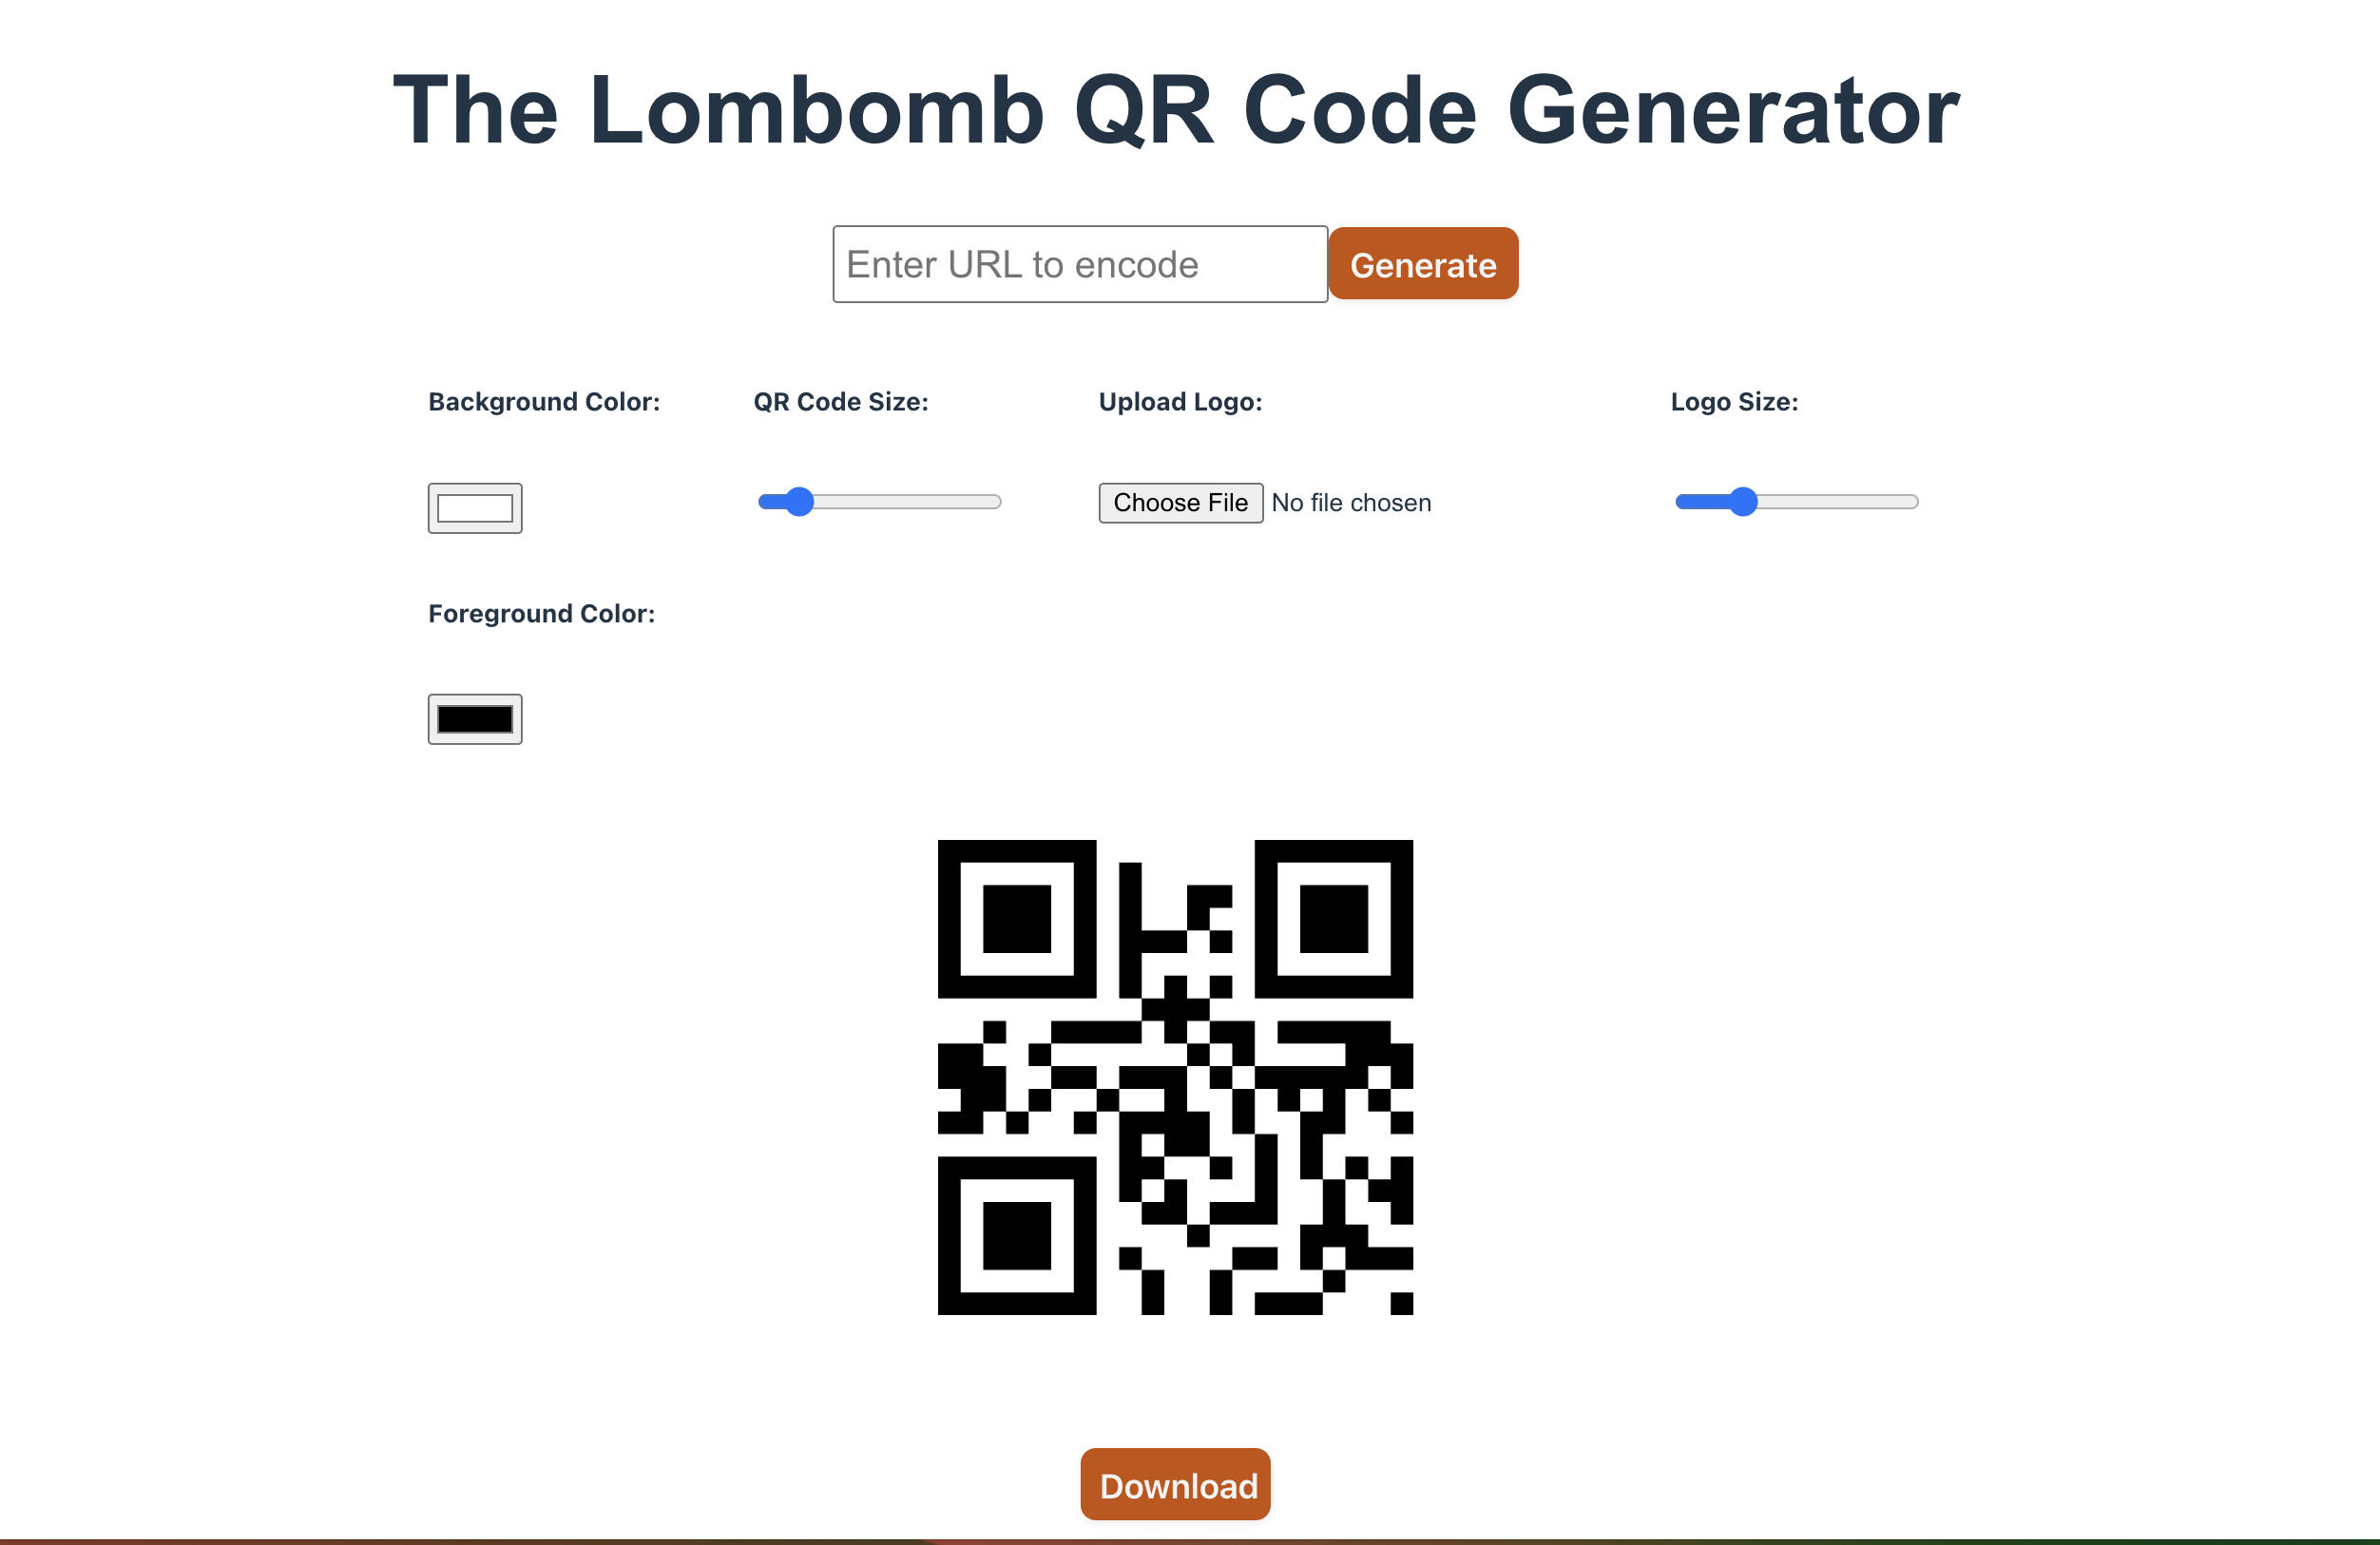 The Lombomb QR Code Generator
Enter URL to encode
Generate
Background Color:
QR Code Size:
Upload Logo:
Logo Size:
Choose File No file chosen
Foreground Color:
Download